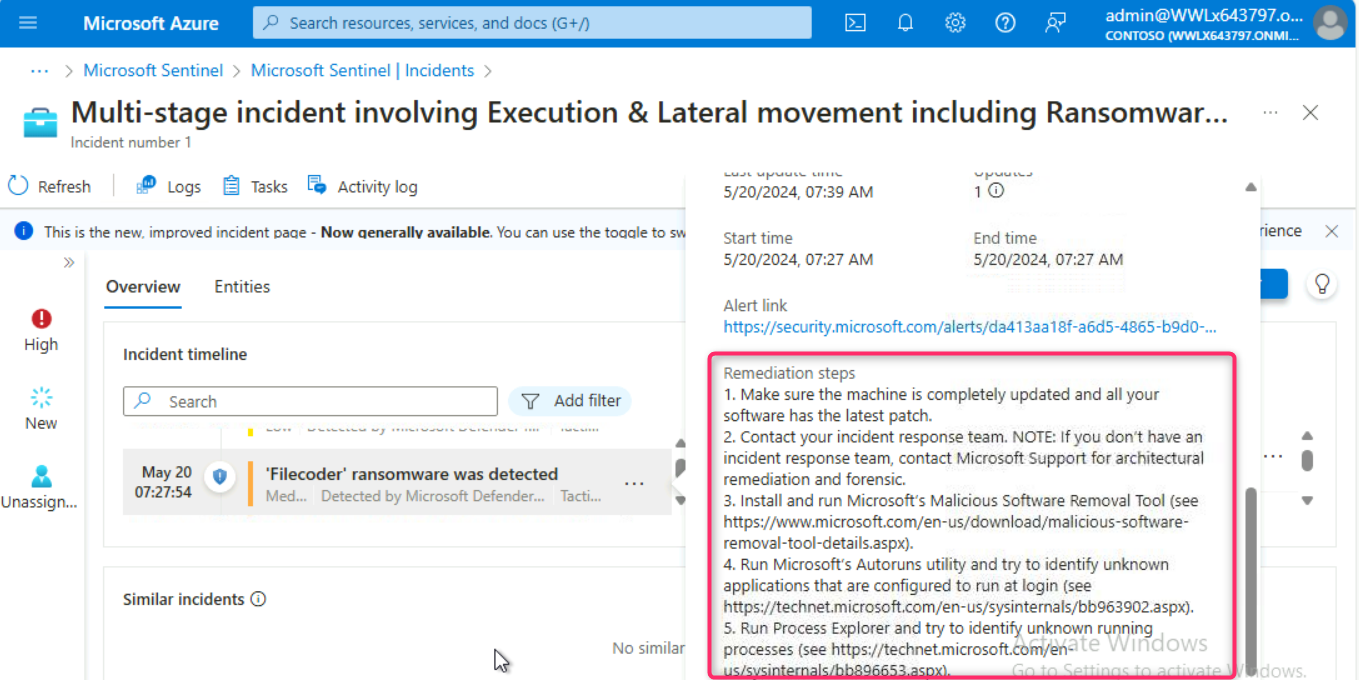 Microsoft Azure
Search resources, services, and docs (G+/)
admin@WWLx643797.o...
CONTOSO (WWLX643797.ONMI...
... > Microsoft Sentinel > Microsoft Sentinel | Incidents >
Multi-stage incident involving Execution & Lateral movement including Ransomwar... ...
Incident number 1
Refresh
Logs
Tasks
Activity log
This is the new, improved incident page - Now generally available. You can use the toggle to sw
rience
High
New
Unassign...
Overview
Entities
Incident timeline
Search
Add filter
Low
Detected by Microsoft Defender f...
Tacti...
May 20
07:27:54
'Filecoder' ransomware was detected
Med...
Detected by Microsoft Defender...
Tacti...
...
Similar incidents
No similar
Last update time
5/20/2024, 07:39 AM
Updates
1
Start time
5/20/2024, 07:27 AM
End time
5/20/2024, 07:27 AM
Alert link
https://security.microsoft.com/alerts/da413aa18f-a6d5-4865-b9d0-...
Remediation steps
1. Make sure the machine is completely updated and all your
software has the latest patch.
2. Contact your incident response team. NOTE: If you don't have an
incident response team, contact Microsoft Support for architectural
remediation and forensic.
3. Install and run Microsoft's Malicious Software Removal Tool (see
https://www.microsoft.com/en-us/download/malicious-software-
removal-tool-details.aspx).
4. Run Microsoft's Autoruns utility and try to identify unknown
applications that are configured to run at login (see
https://technet.microsoft.com/en-us/sysinternals/bb963902.aspx).
5. Run Process Explorer and try to identify unknown running
processes (see https://technet.microsoft.com/en-
us/sysinternals/bb896653.aspx).
...
Activate Windows
Go to Settings to activate Windows.